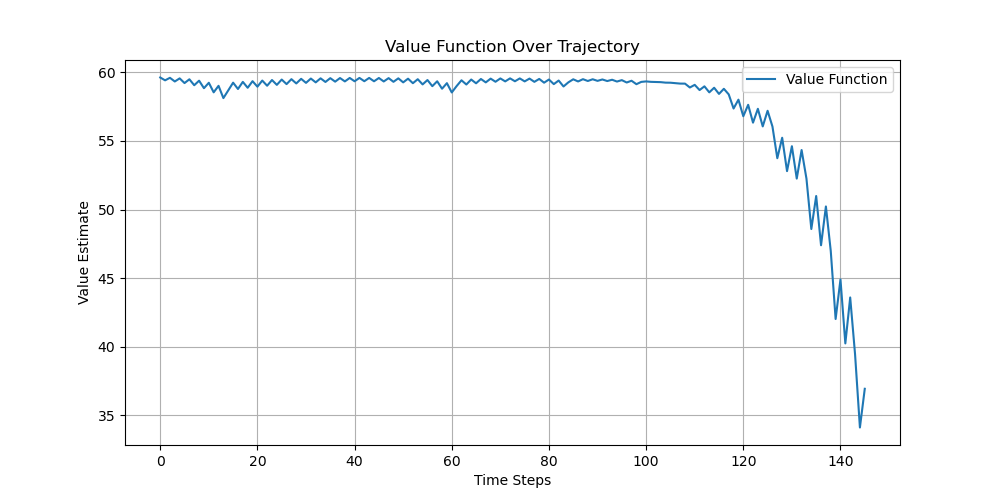 Value Function Over Trajectory
Value Function
Value Estimate
60
55
50
45
40
35
0 20 40 60 80 100 120 140
Time Steps